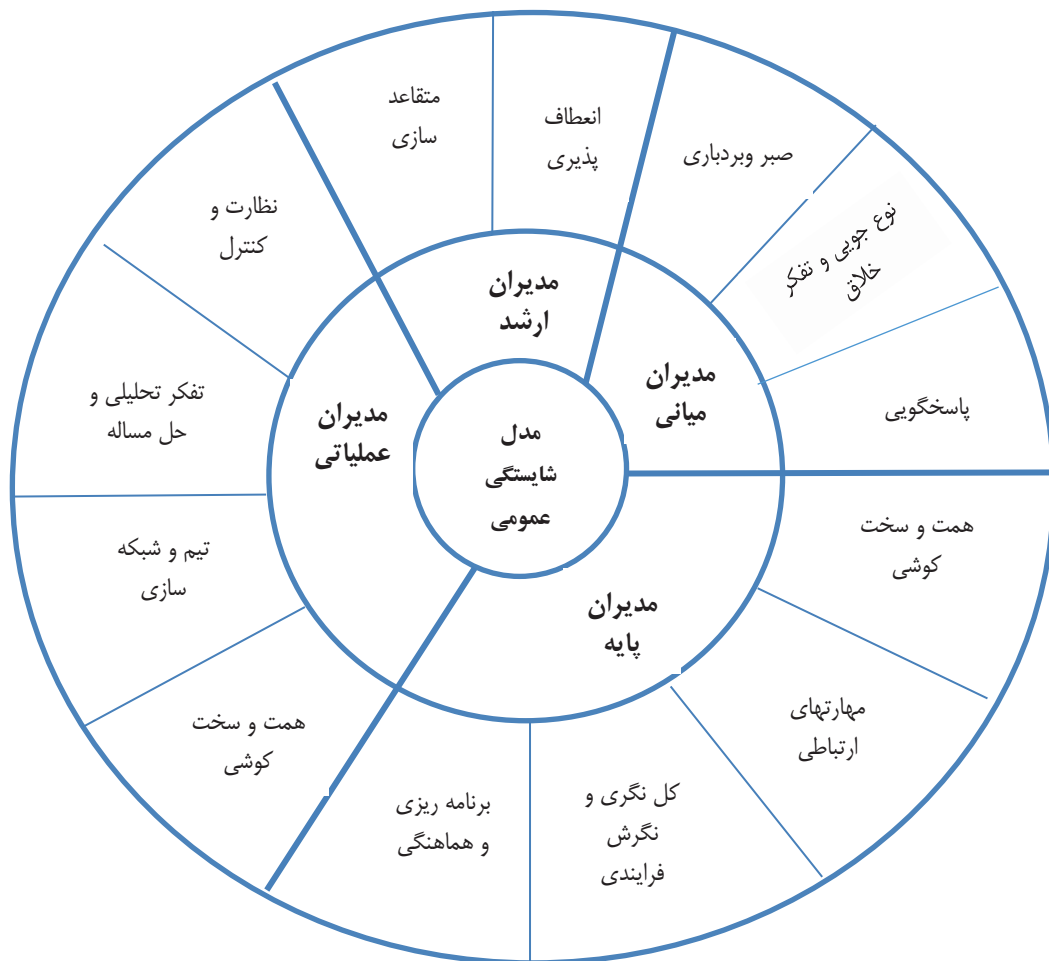 مدل
شایستگی
عمومی
مدیران
ارشد
مدیران
میانی
مدیران
پایه
مدیران
عملیاتی
متقاعد
سازی
انعطاف
پذیری
صبر وبردباری
نوع جویی و تفکر
خلاق
پاسخگویی
همت و سخت
کوشی
مهارتهای
ارتباطی
کل نگری و
نگرش
فرایندی
برنامه ریزی
و هماهنگی
همت و سخت
کوشی
تیم و شبکه
سازی
تفکر تحلیلی و
حل مساله
نظارت و
کنترل